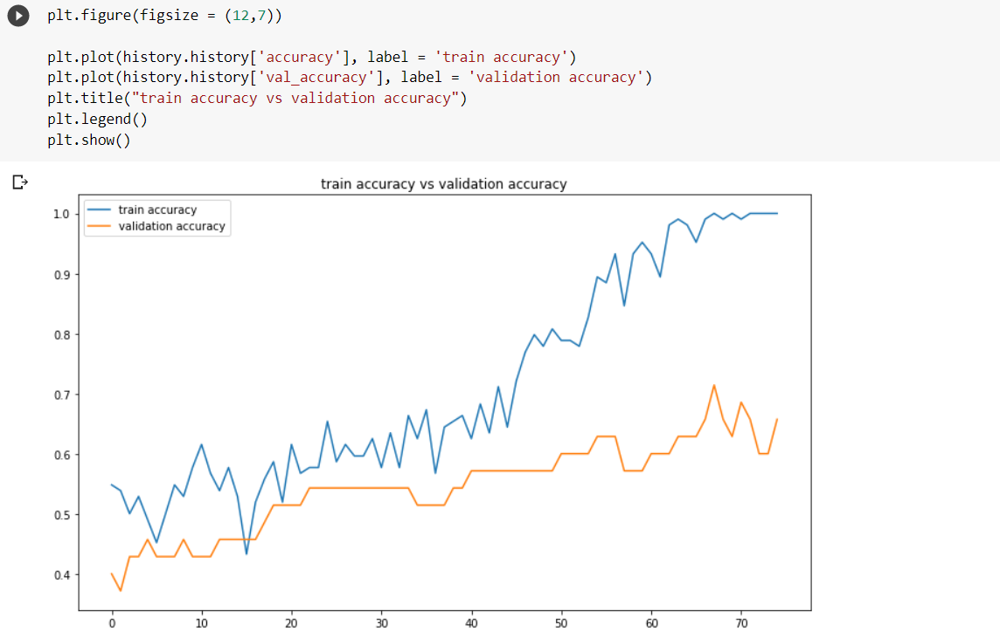 plt.figure(figsize = (12,7))
plt.plot(history.history['accuracy'], label = 'train accuracy')
plt.plot(history.history['val_accuracy'], label = 'validation accuracy')
plt.title("train accuracy vs validation accuracy")
plt.legend()
plt.show()
train accuracy vs validation accuracy
train accuracy
validation accuracy
1.0
0.9
0.8
0.7
0.6
0.5
0.4
0 10 20 30 40 50 60 70